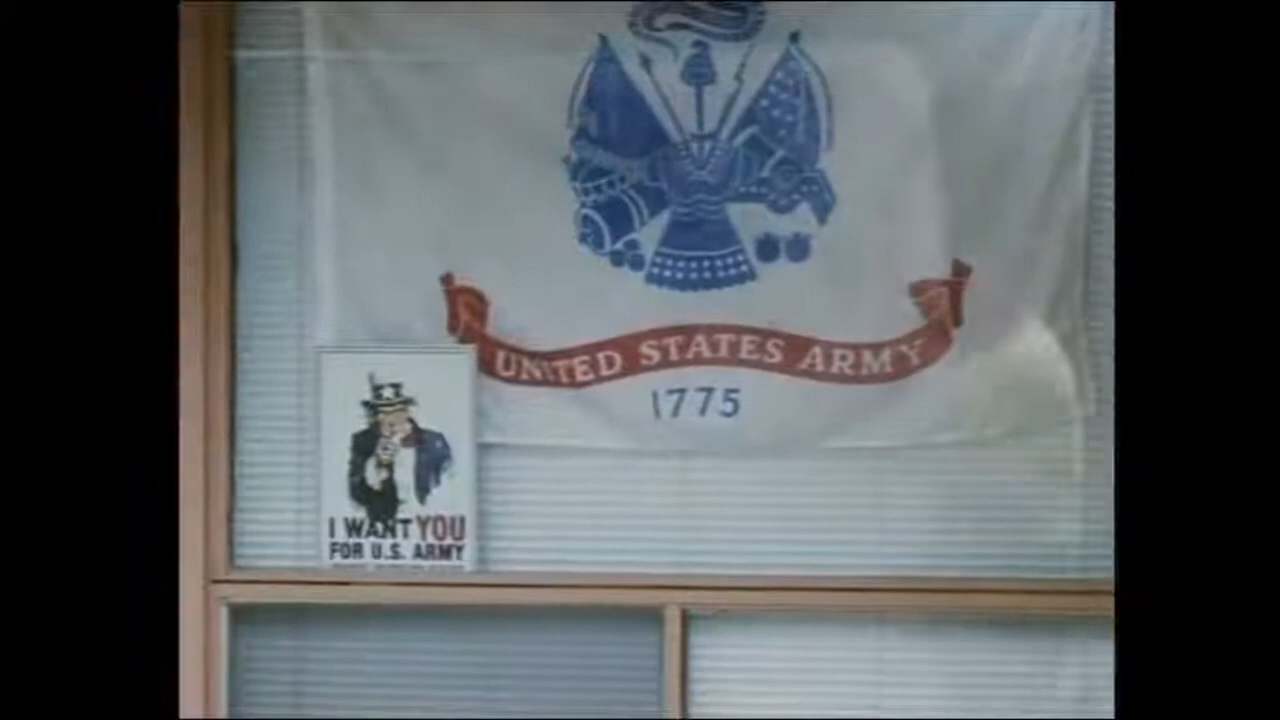 UNITED STATES ARMY
1775
I WANT YOU
FOR U.S. ARMY